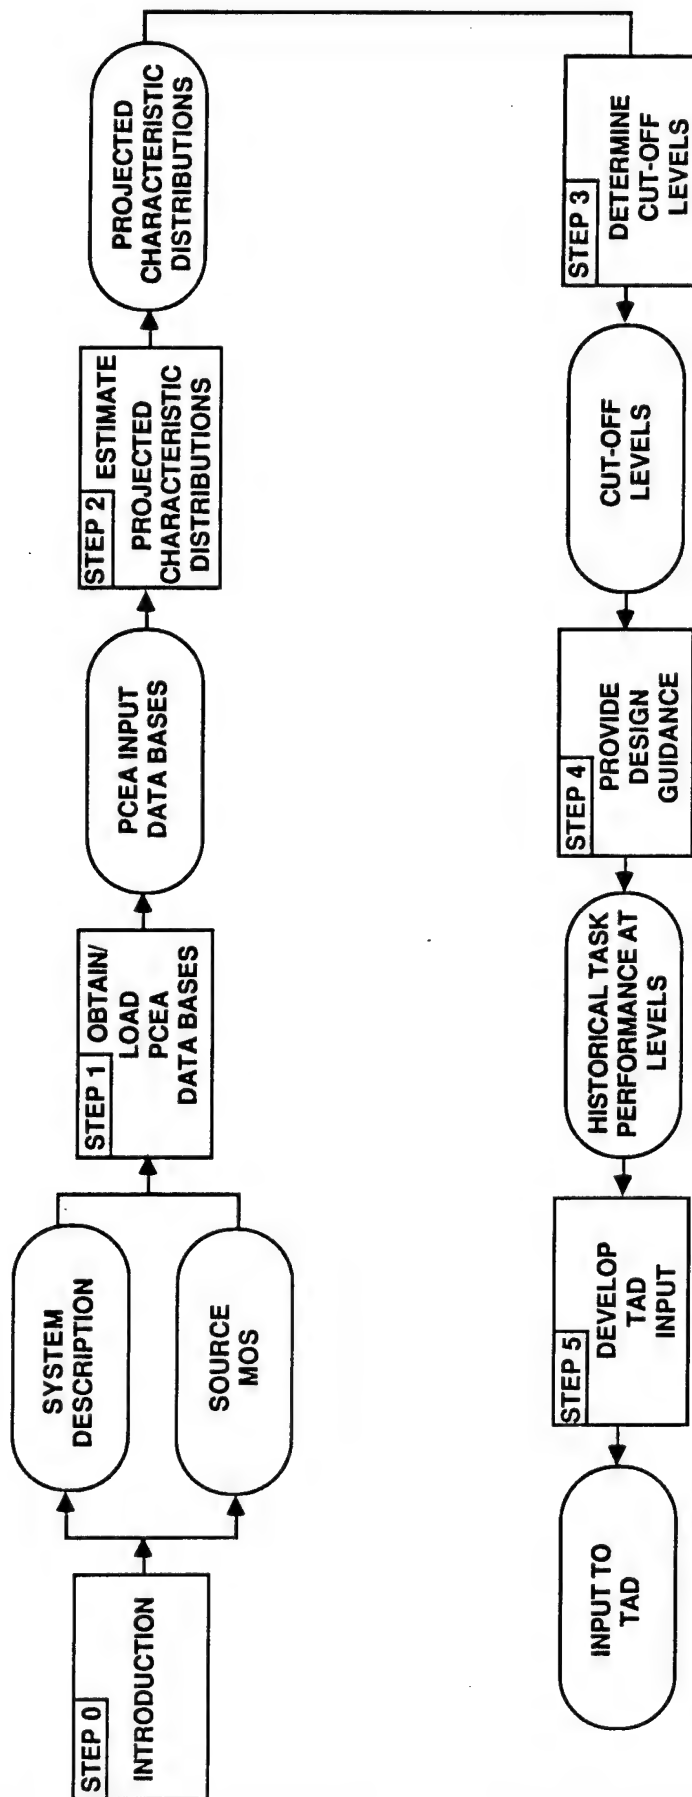 STEP 0
INTRODUCTION
SYSTEM
DESCRIPTION
SOURCE
MOS
STEP 1
OBTAIN/
LOAD
PCEA
DATA BASES
PCEA INPUT
DATA BASES
STEP 2
ESTIMATE
PROJECTED
CHARACTERISTIC
DISTRIBUTIONS
PROJECTED
CHARACTERISTIC
DISTRIBUTIONS
STEP 3
DETERMINE
CUT-OFF
LEVELS
CUT-OFF
LEVELS
STEP 4
PROVIDE
DESIGN
GUIDANCE
HISTORICAL TASK
PERFORMANCE AT
LEVELS
STEP 5
DEVELOP
TAD
INPUT
INPUT TO
TAD